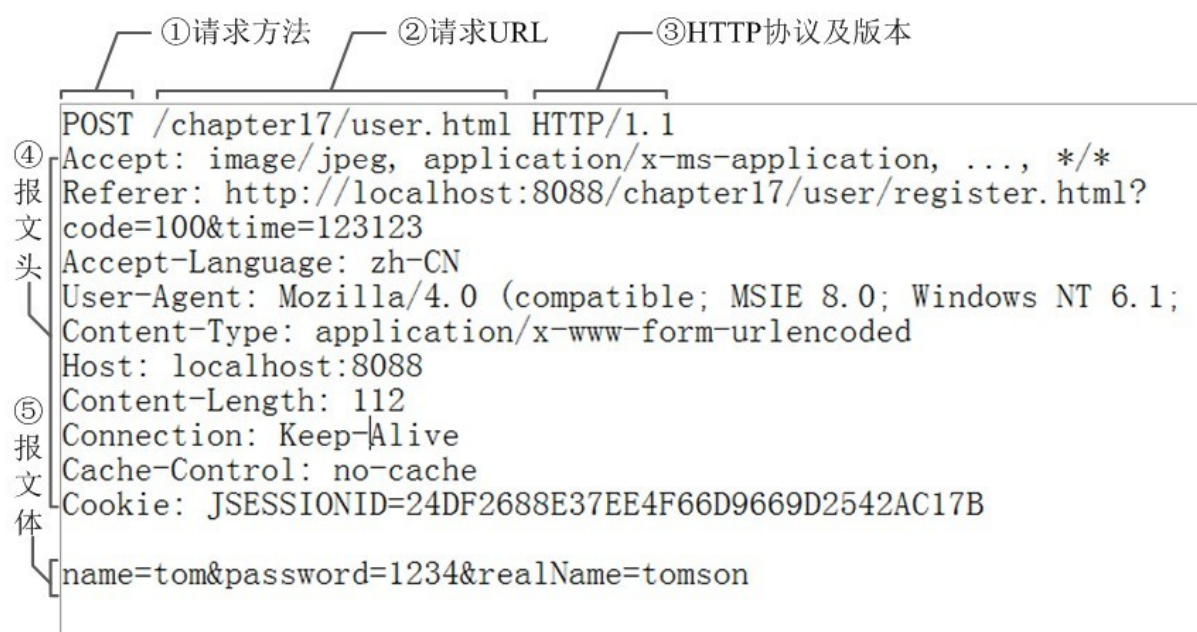 ①请求方法 ②请求URL ③HTTP协议及版本
POST /chapter17/user.html HTTP/1.1
④报文头
Accept: image/jpeg, application/x-ms-application, ..., */*
Referer: http://localhost:8088/chapter17/user/register.html?
code=100&time=123123
Accept-Language: zh-CN
User-Agent: Mozilla/4.0 (compatible; MSIE 8.0; Windows NT 6.1;
Content-Type: application/x-www-form-urlencoded
Host: localhost:8088
Content-Length: 112
Connection: Keep-Alive
Cache-Control: no-cache
Cookie: JSESSIONID=24DF2688E37EE4F66D9669D2542AC17B
⑤报文体
name=tom&password=1234&realName=tomson